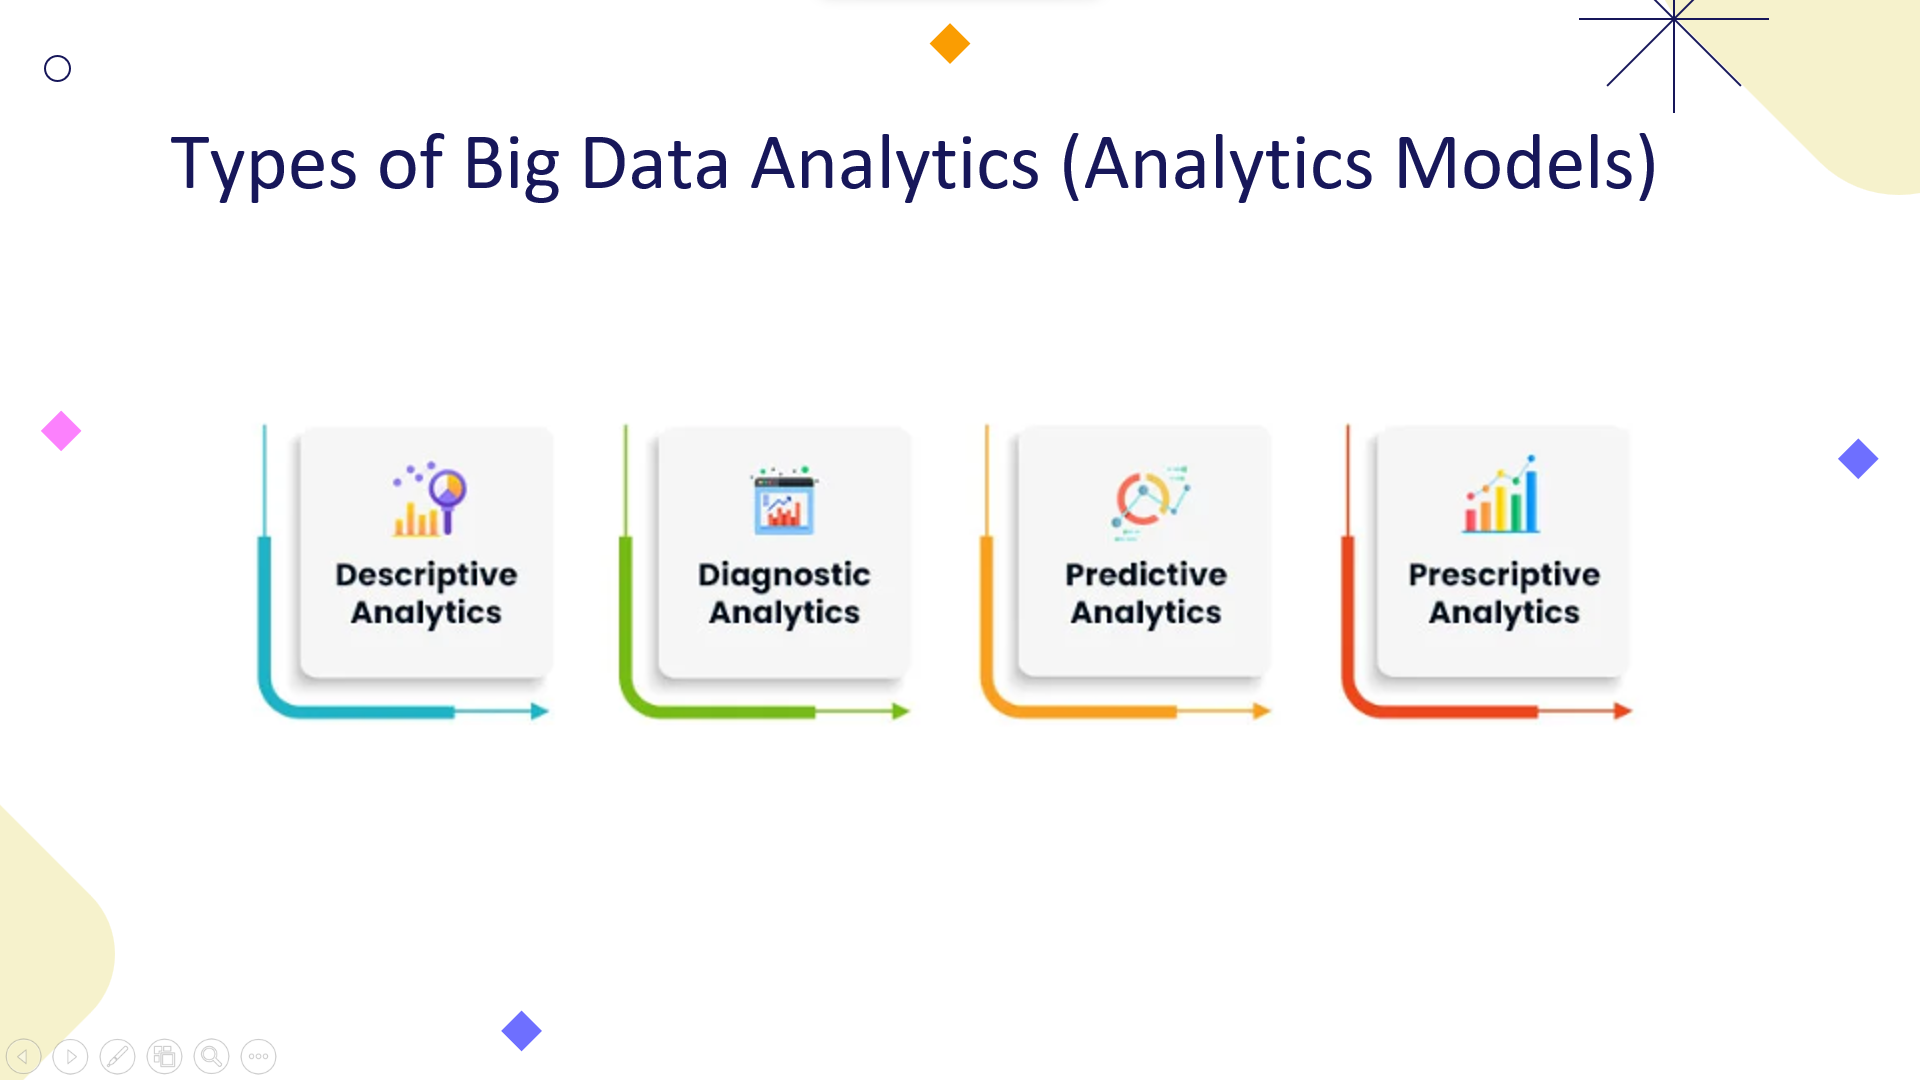 Types of Big Data Analytics (Analytics Models)
Descriptive
Analytics
Diagnostic
Analytics
Predictive
Analytics
Prescriptive
Analytics